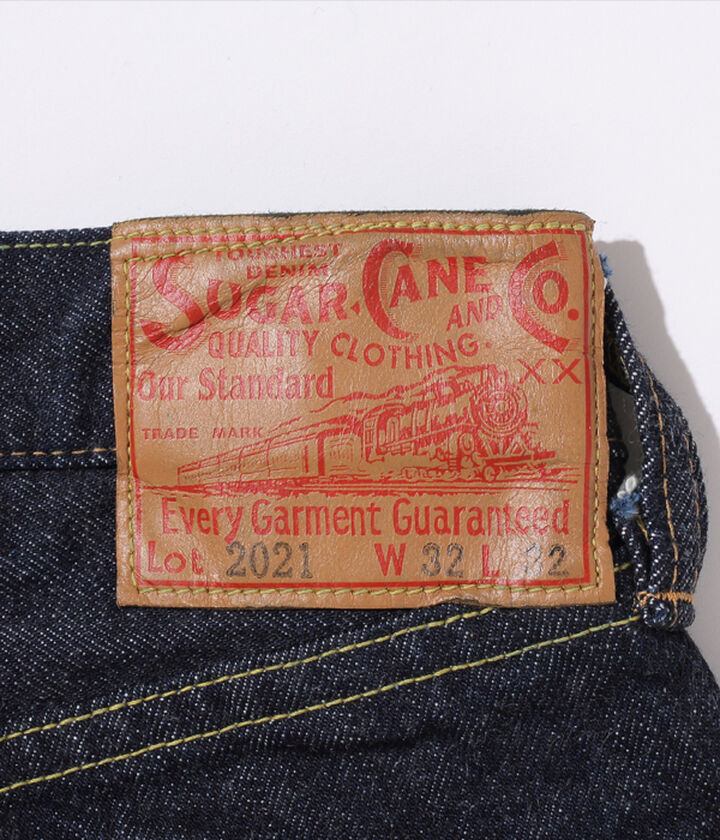 TOUGHEST
DENIM
SUGAR CANE AND CO.
QUALITY CLOTHING.
XX
Our Standard
TRADE MARK
Every Garment Guaranteed
Lot 2021 W 32 L 32